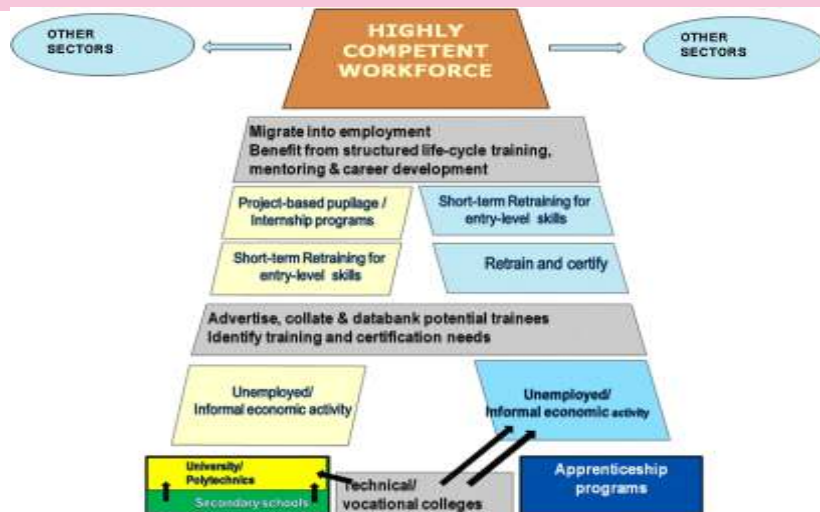 OTHER
SECTORS
HIGHLY
COMPETENT
WORKFORCE
OTHER
SECTORS
Migrate into employment
Benefit from structured life-cycle training,
mentoring & career development
Project-based pupilage /
Internship programs
Short-term Retraining for
entry-level skills
Short-term Retraining for
entry-level skills
Retrain and certify
Advertise, collate & databank potential trainees
Identify training and certification needs
Unemployed/
Informal economic activity
Unemployed/
Informal economic activity
University/
Polytechnics
Secondary schools
Technical/
vocational colleges
Apprenticeship
programs